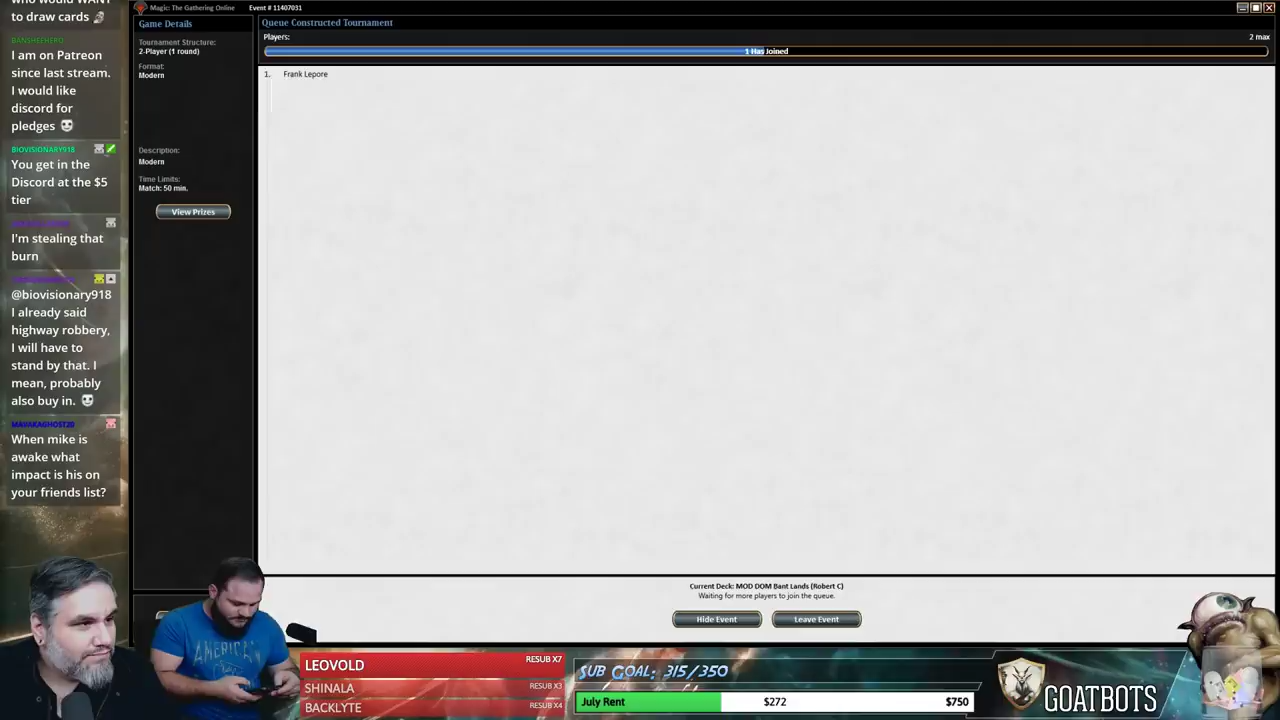 who would WANT
to draw cards
BANSHEEHERO
I am a Patron
since last stream.
I would like
discord for
pledges
BIOVISIONARY918
You get in the
Discord at the $5
tier
I'm stealing that
burn
@biovisionary918
I already said
highway robbery,
I will have to
stand by that. I
mean, probably
also buy in.
MAVAKAGHOST20
When mike is
awake what
impact is his on
your friends list?
Magic: The Gathering Online Event # 11407031
Game Details
Tournament Structure:
2-Player (1 round)
Format:
Modern
Description:
Modern
Time Limits:
Match: 50 min.
View Prizes
Queue Constructed Tournament
Players: 2 max
1 Has Joined
1. Frank Lepore
Current Deck: MOD DOM Bant Lands (Robert C)
Waiting for more players to join the queue.
Hide Event Leave Event
AMERICAN
LEOVOLD RESUB X7
SHINALA RESUB X3
BACKLYTE RESUB X4
SUB GOAL: 315/350
July Rent $272 $750
GOATBOTS